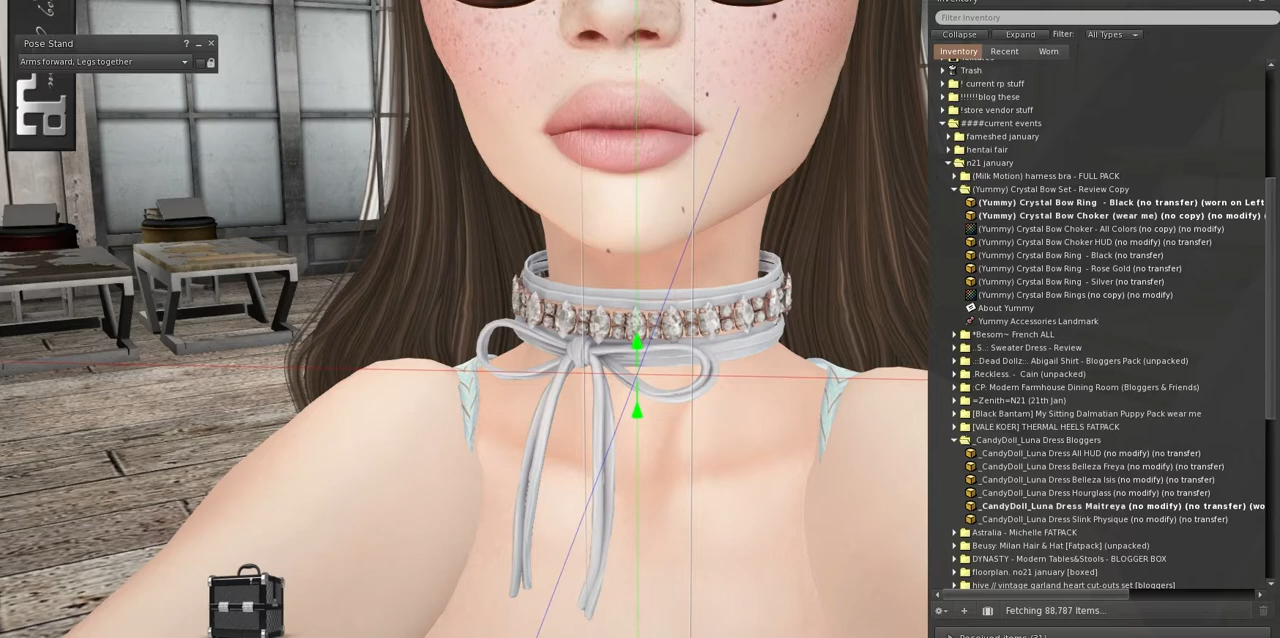 Pose Stand
Arms forward, Legs together
Filter Inventory
Collapse
Expand
Filter:
All Types
Inventory
Recent
Worn
Trash
! current rp stuff
!!!!!!blog these
!store vendor stuff
####current events
fameshed january
hentai fair
n21 january
(Milk Motion) harness bra - FULL PACK
(Yummy) Crystal Bow Set - Review Copy
(Yummy) Crystal Bow Ring - Black (no transfer) (worn on Left
(Yummy) Crystal Bow Choker (wear me) (no copy) (no modify) (
(Yummy) Crystal Bow Choker - All Colors (no copy) (no modify)
(Yummy) Crystal Bow Choker HUD (no modify) (no transfer)
(Yummy) Crystal Bow Ring - Black (no transfer)
(Yummy) Crystal Bow Ring - Rose Gold (no transfer)
(Yummy) Crystal Bow Ring - Silver (no transfer)
(Yummy) Crystal Bow Rings (no copy) (no modify)
About Yummy
Yummy Accessories Landmark
*Besom~ French ALL
.S... Sweater Dress - Review
.::Dead Dollz::. Abigail Shirt - Bloggers Pack (unpacked)
.Reckless. - Cain (unpacked)
:CP: Modern Farmhouse Dining Room (Bloggers & Friends)
=Zenith=N21 (21th Jan)
[Black Bantam] My Sitting Dalmatian Puppy Pack wear me
[VALE KOER] THERMAL HEELS FATPACK
_CandyDoll_Luna Dress Bloggers
_CandyDoll_Luna Dress All HUD (no modify) (no transfer)
_CandyDoll_Luna Dress Belleza Freya (no modify) (no transfer)
_CandyDoll_Luna Dress Belleza Isis (no modify) (no transfer)
_CandyDoll_Luna Dress Hourglass (no modify) (no transfer)
_CandyDoll_Luna Dress Maitreya (no modify) (no transfer) (wo
_CandyDoll_Luna Dress Slink Physique (no modify) (no transfer)
Astralia - Michelle FATPACK
Beusy: Milan Hair & Hat [Fatpack] (unpacked)
DYNASTY - Modern Tables&Stools - BLOGGER BOX
floorplan. no21 january [boxed]
hive // vintage garland heart cut-outs set [bloggers]
Fetching 88,787 Items...